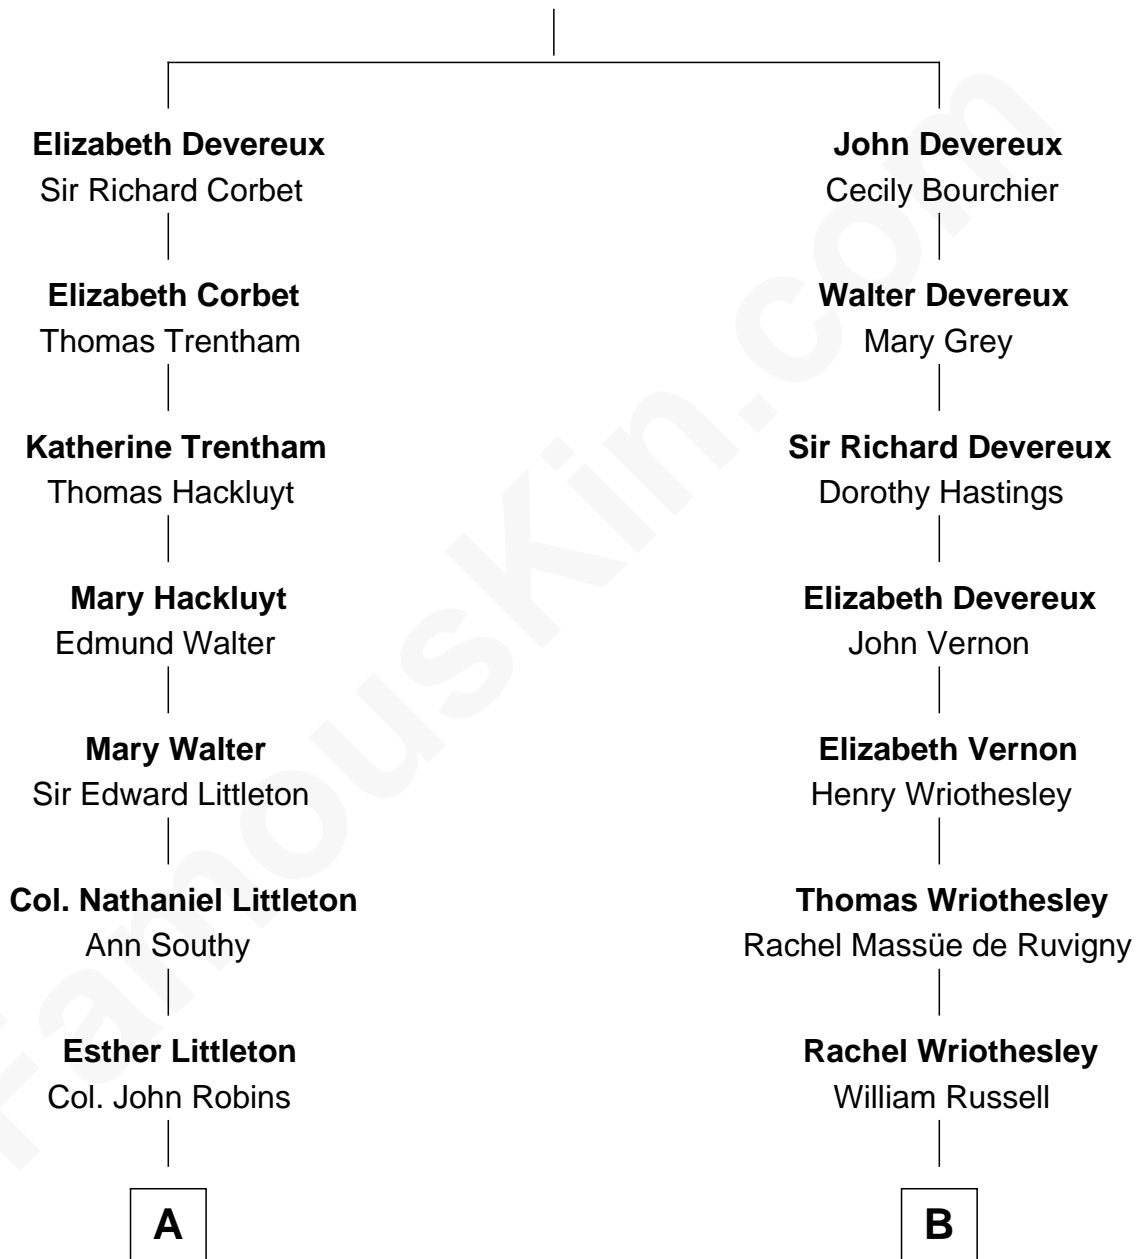 Elizabeth Devereux
Sir Richard Corbet
Elizabeth Corbet
Thomas Trentham
Katherine Trentham
Thomas Hackluyt
Mary Hackluyt
Edmund Walter
Mary Walter
Sir Edward Littleton
Col. Nathaniel Littleton
Ann Southy
Esther Littleton
Col. John Robins
A
John Devereux
Cecily Bourchier
Walter Devereux
Mary Grey
Sir Richard Devereux
Dorothy Hastings
Elizabeth Devereux
John Vernon
Elizabeth Vernon
Henry Wriothesley
Thomas Wriothesley
Rachel Massüe de Ruvigny
Rachel Wriothesley
William Russell
B
FamousKin.com